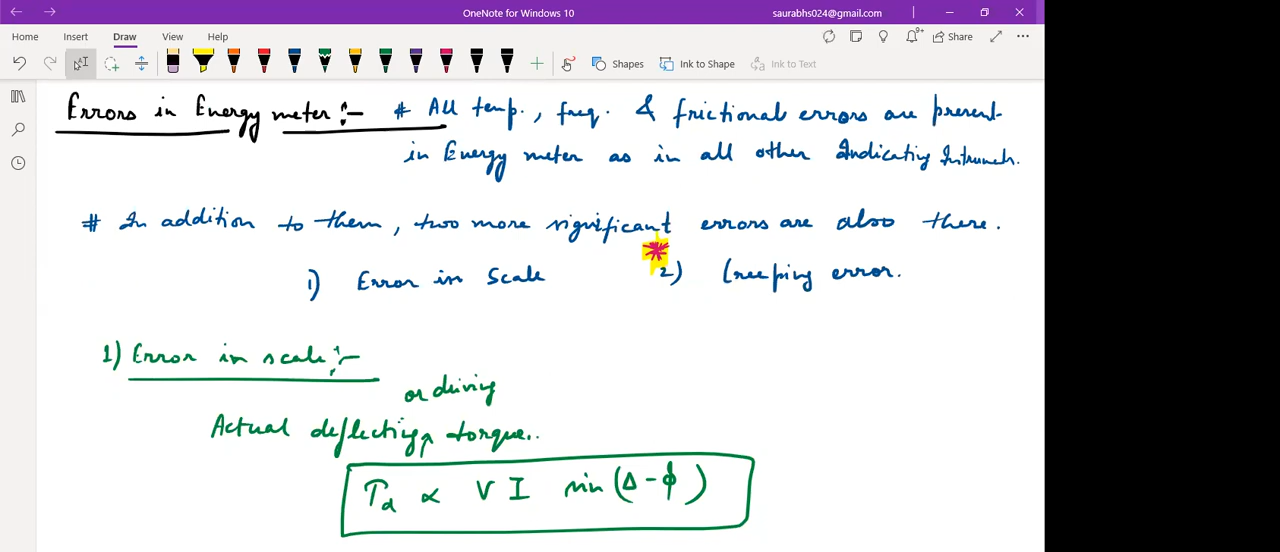 OneNote for Windows 10
saurabhs024@gmail.com
Home Insert Draw View Help
Share
Shapes Ink to Shape Ink to Text
Errors in Energy meter :- # All temp., freq. & frictional errors are present
in Energy meter as in all other Indicating
# In addition to them, two more significant errors are also there.
1) Error in Scale 2) Creeping error.
1) Error in scale :-
or driving
Actual deflecting torque..
Td ∝ V I sin (Δ - ϕ)